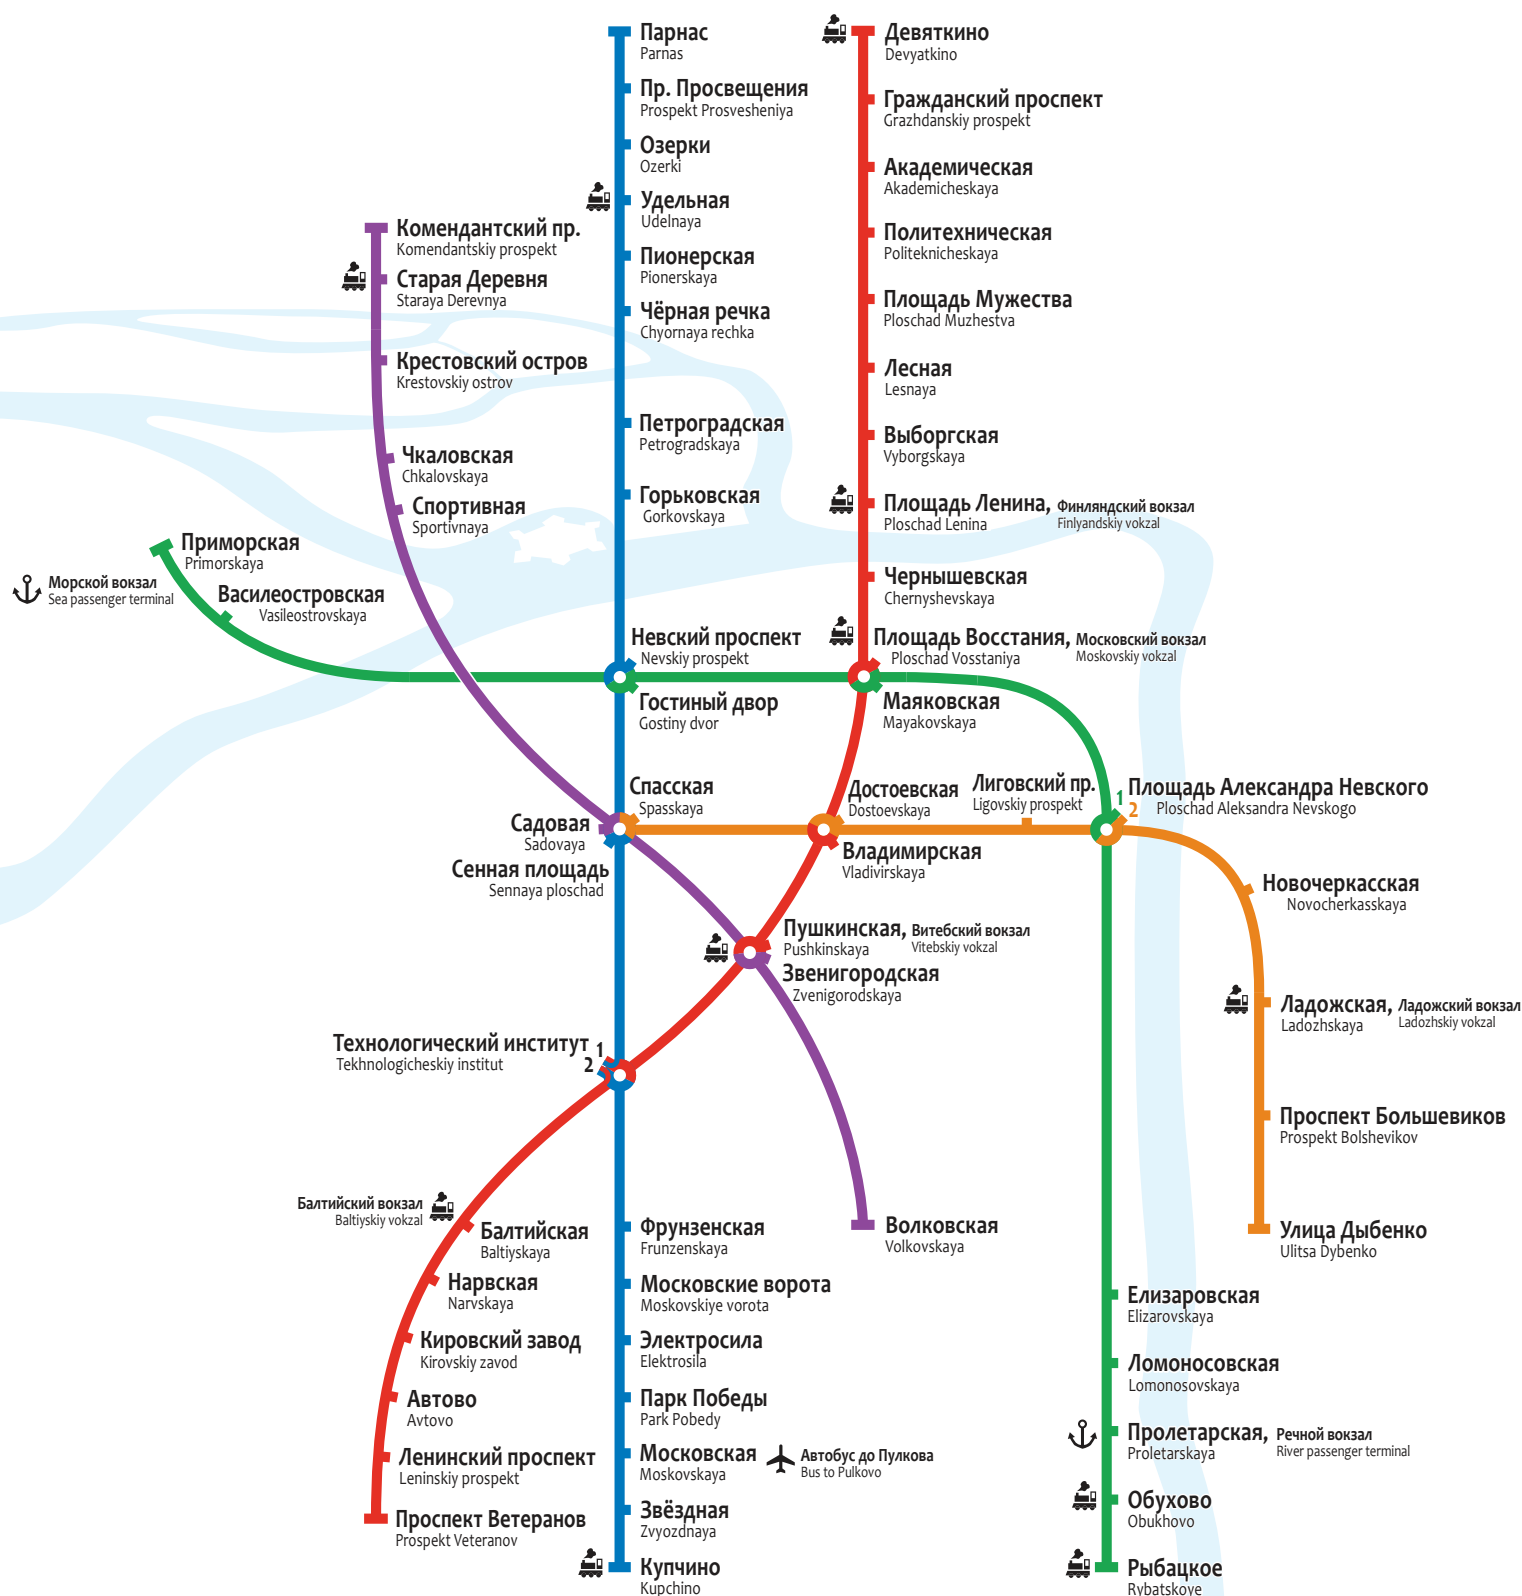 Парнас
Parnas
Пр. Просвещения
Prospekt Prosvesheniya
Озерки
Ozerki
Удельная
Udelnaya
Пионерская
Pionerskaya
Чёрная речка
Chyornaya rechka
Петроградская
Petrogradskaya
Горьковская
Gorkovskaya
Невский проспект
Nevskiy prospekt
Гостиный двор
Gostiny dvor
Девяткино
Devyatkino
Гражданский проспект
Grazhdanskiy prospekt
Академическая
Akademicheskaya
Политехническая
Politeknicheskaya
Площадь Мужества
Ploschad Muzhestva
Лесная
Lesnaya
Выборгская
Vyborgskaya
Площадь Ленина, Финляндский вокзал
Ploschad Lenina Finlyandskiy vokzal
Чернышевская
Chernyshevskaya
Площадь Восстания, Московский вокзал
Ploschad Vosstaniya Moskovskiy vokzal
Маяковская
Mayakovskaya
Комендантский пр.
Komendantskiy prospekt
Старая Деревня
Staraya Derevnya
Крестовский остров
Krestovskiy ostrov
Чкаловская
Chkalovskaya
Спортивная
Sportivnaya
Приморская
Primorskaya
Морской вокзал
Sea passenger terminal
Василеостровская
Vasileostrovskaya
Спасская
Spasskaya
Садовая
Sadovaya
Сенная площадь
Sennaya ploschad
Достоевская
Dostoevskaya
Владимирская
Vladivirskaya
Лиговский пр.
Ligovskiy prospekt
1 Площадь Александра Невского
2 Ploschad Aleksandra Nevskogo
Новочеркасская
Novocherkasskaya
Пушкинская, Витебский вокзал
Pushkinskaya Vitebskiy vokzal
Звенигородская
Zvenigorodskaya
Ладожская, Ладожский вокзал
Ladozhskaya Ladozhskiy vokzal
Технологический институт 1
Tekhnologicheskiy institut 2
Проспект Большевиков
Prospekt Bolshevikov
Улица Дыбенко
Ulitsa Dybenko
Волковская
Volkovskaya
Балтийский вокзал
Baltiyskiy vokzal
Балтийская
Baltiyskaya
Нарвская
Narvskaya
Кировский завод
Kirovskiy zavod
Автово
Avtovo
Ленинский проспект
Leninskiy prospekt
Проспект Ветеранов
Prospekt Veteranov
Фрунзенская
Frunzenskaya
Московские ворота
Moskovskiye vorota
Электросила
Elektrosila
Парк Победы
Park Pobedy
Московская Автобус до Пулкова
Moskovskaya Bus to Pulkovo
Звёздная
Zvyozdnaya
Купчино
Kupchino
Елизаровская
Elizarovskaya
Ломоносовская
Lomonosovskaya
Пролетарская, Речной вокзал
Proletarskaya River passenger terminal
Обухово
Obukhovo
Рыбацкое
Rybatskoye